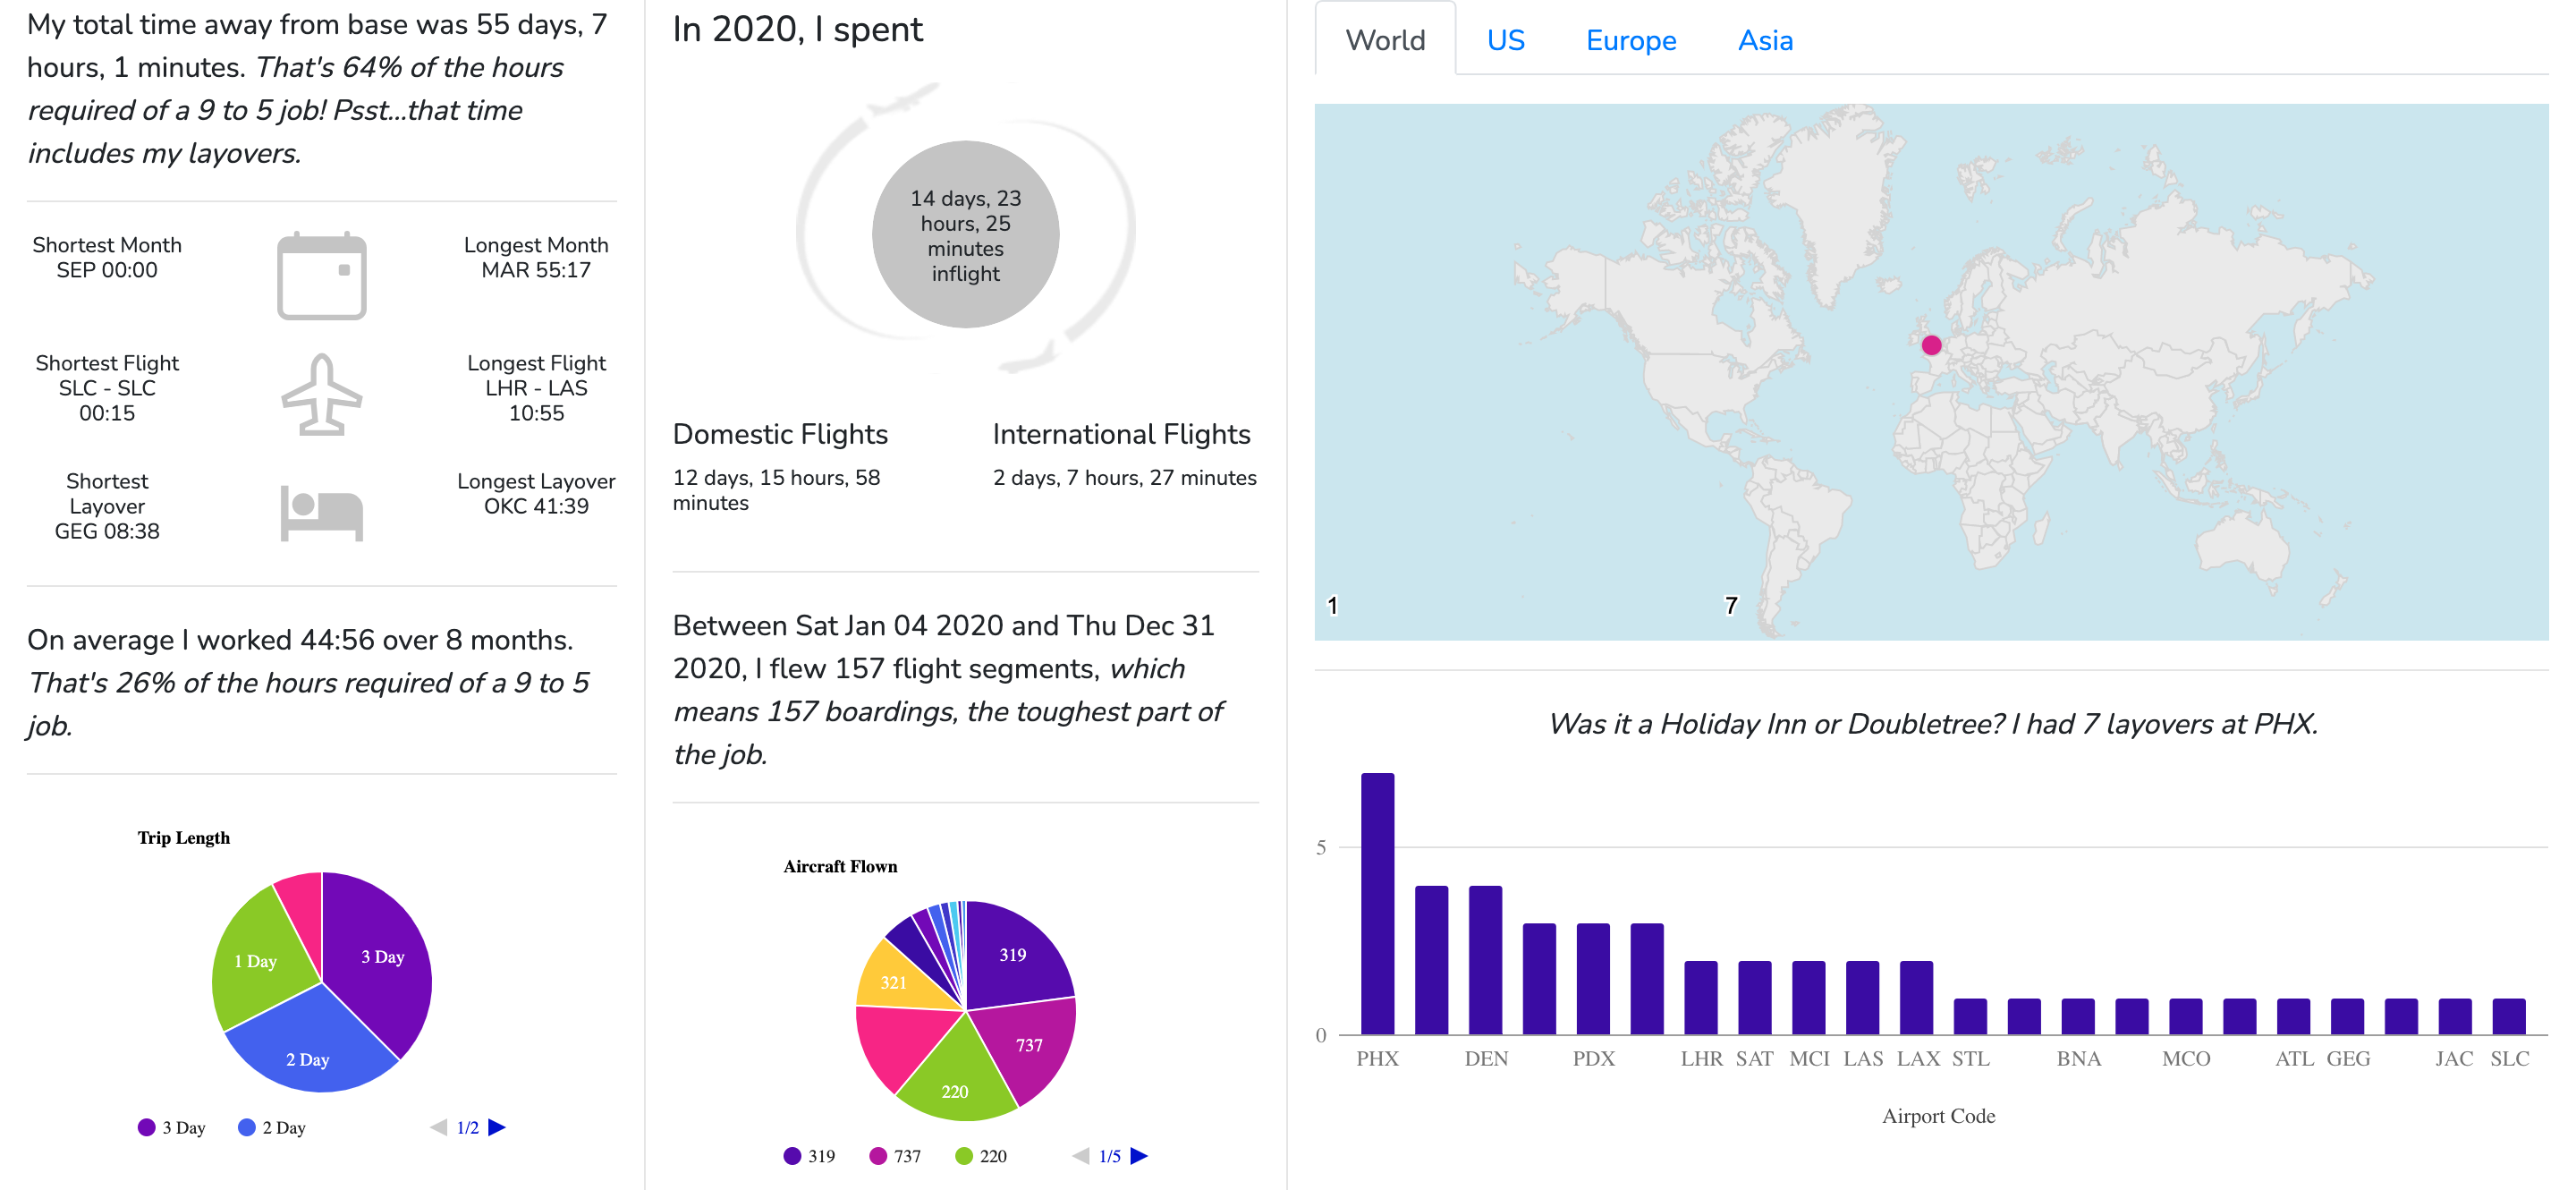 My total time away from base was 55 days, 7
hours, 1 minutes. That's 64% of the hours
required of a 9 to 5 job! Psst...that time
includes my layovers.
Shortest Month
SEP 00:00
Longest Month
MAR 55:17
Shortest Flight
SLC - SLC
00:15
Longest Flight
LHR - LAS
10:55
Shortest
Layover
GEG 08:38
Longest Layover
OKC 41:39
On average I worked 44:56 over 8 months.
That's 26% of the hours required of a 9 to 5
job.
Trip Length
3 Day
1 Day
2 Day
3 Day 2 Day 1/2
In 2020, I spent
14 days, 23
hours, 25
minutes
inflight
Domestic Flights
12 days, 15 hours, 58
minutes
International Flights
2 days, 7 hours, 27 minutes
Between Sat Jan 04 2020 and Thu Dec 31
2020, I flew 157 flight segments, which
means 157 boardings, the toughest part of
the job.
Aircraft Flown
319
321
737
220
319 737 220 1/5
World US Europe Asia
1 7
Was it a Holiday Inn or Doubletree? I had 7 layovers at PHX.
5
0
PHX DEN PDX LHR SAT MCI LAS LAX STL BNA MCO ATL GEG JAC SLC
Airport Code